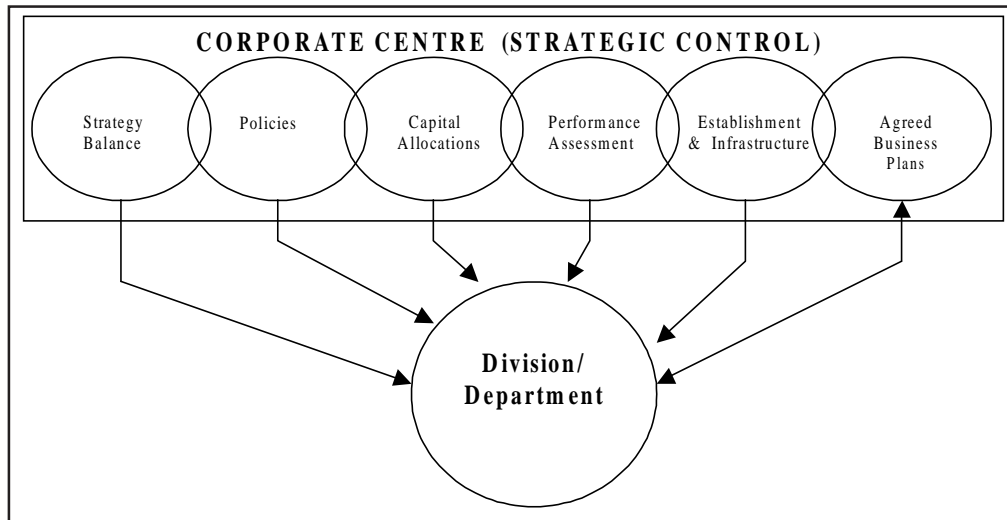 CORPORATE CENTRE (STRATEGIC CONTROL)
Strategy
Balance
Policies
Capital
Allocations
Performance
Assessment
Establishment
& Infrastructure
Agreed
Business
Plans
Division/
Department